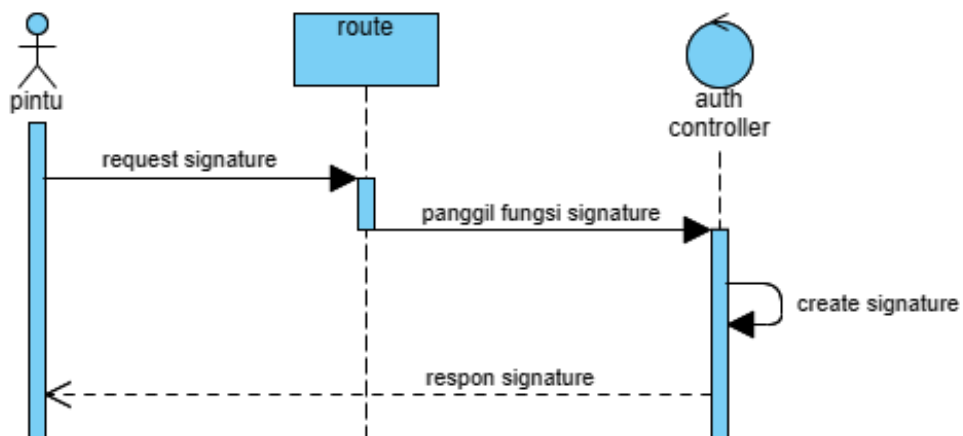 route
pintu
auth
controller
request signature
panggil fungsi signature
create signature
respon signature